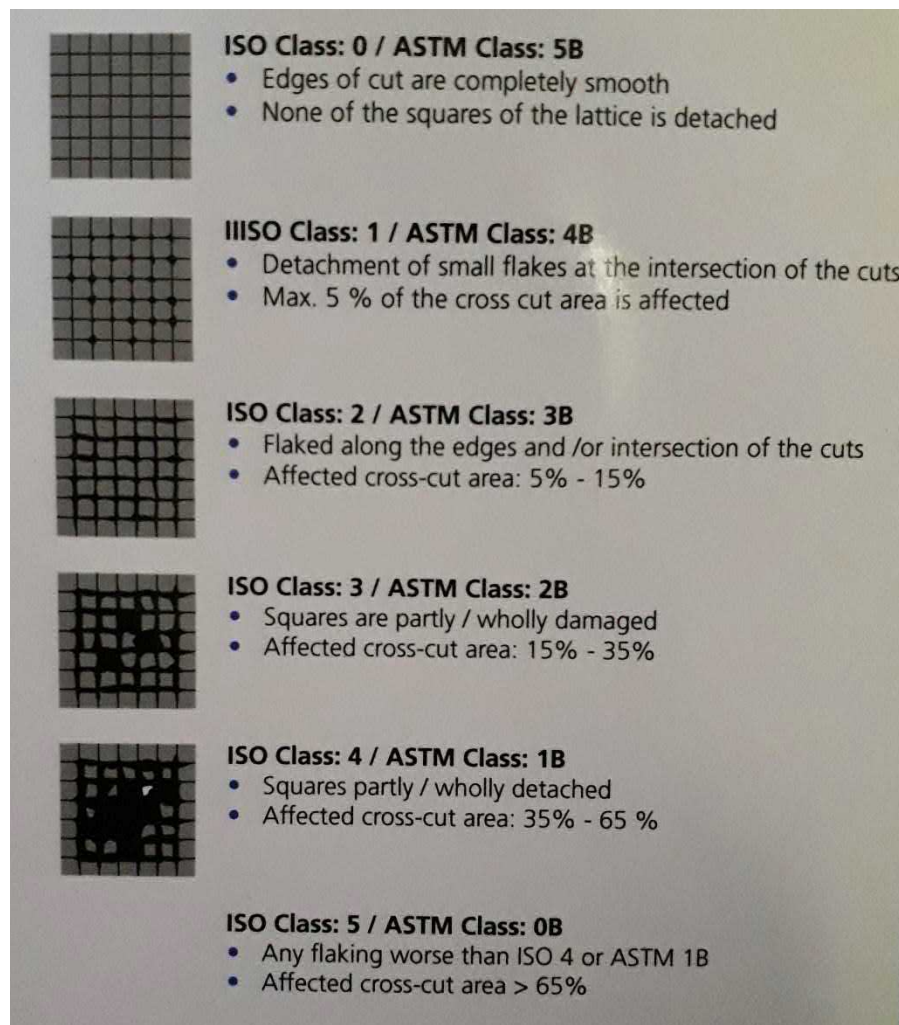 ISO Class: 0 / ASTM Class: 5B
• Edges of cut are completely smooth
• None of the squares of the lattice is detached
IIISO Class: 1 / ASTM Class: 4B
• Detachment of small flakes at the intersection of the cuts
• Max. 5 % of the cross cut area is affected
ISO Class: 2 / ASTM Class: 3B
• Flaked along the edges and /or intersection of the cuts
• Affected cross-cut area: 5% - 15%
ISO Class: 3 / ASTM Class: 2B
• Squares are partly / wholly damaged
• Affected cross-cut area: 15% - 35%
ISO Class: 4 / ASTM Class: 1B
• Squares partly / wholly detached
• Affected cross-cut area: 35% - 65 %
ISO Class: 5 / ASTM Class: 0B
• Any flaking worse than ISO 4 or ASTM 1B
• Affected cross-cut area > 65%